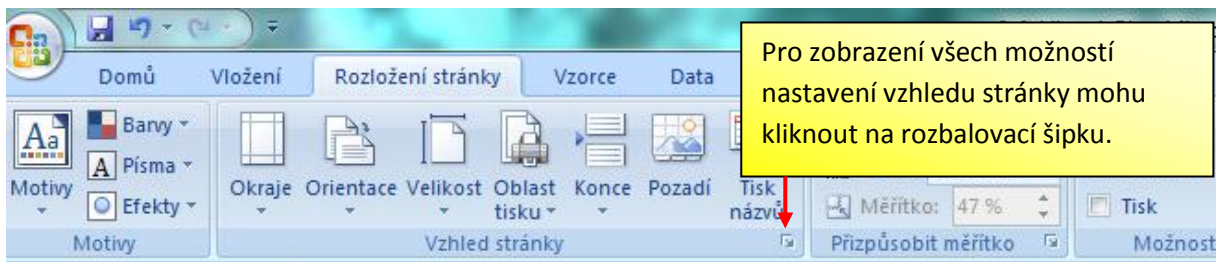 Pro zobrazení všech možností
nastavení vzhledu stránky mohu
kliknout na rozbalovací šipku.
Domů Vložení Rozložení stránky Vzorce Data
Aa
Motivy
Barvy
A Písma
Efekty
Okraje Orientace Velikost Oblast tisku Konce Pozadí Tisk názvů
Měřítko: 47 %
Tisk
Motivy Vzhled stránky Přizpůsobit měřítko Možnost